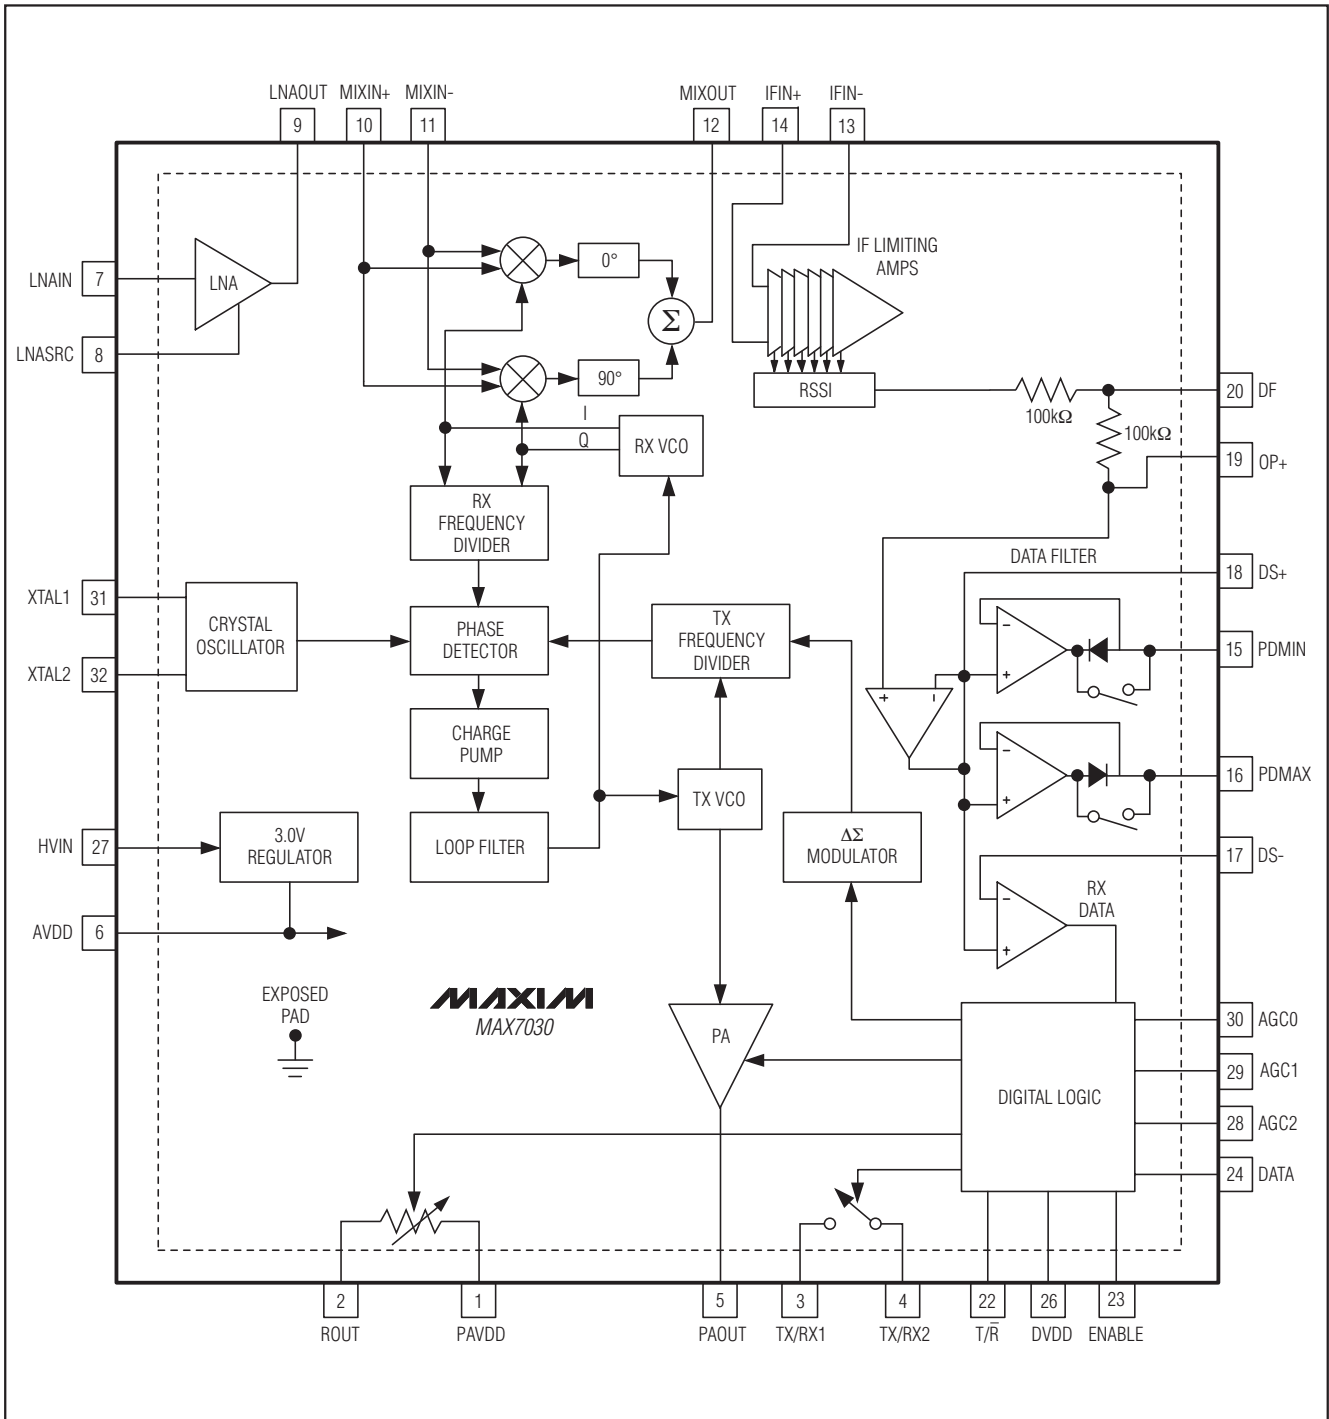 LNAOUT MIXIN+ MIXIN- MIXOUT IFIN+ IFIN-
9 10 11 12 14 13
IF LIMITING
AMPS
LNAIN 7
LNA
0°
Σ
LNASRC 8
90°
RSSI
100kΩ
20 DF
100kΩ
I
Q
RX VCO
19 OP+
RX
FREQUENCY
DIVIDER
DATA FILTER
18 DS+
XTAL1 31
CRYSTAL
OSCILLATOR
PHASE
DETECTOR
TX
FREQUENCY
DIVIDER
−
+
15 PDMIN
XTAL2 32
+ −
CHARGE
PUMP
−
+
16 PDMAX
TX VCO
HVIN 27
3.0V
REGULATOR
LOOP FILTER
ΔΣ
MODULATOR
17 DS-
RX
DATA
−
+
AVDD 6
EXPOSED
PAD
MAXIM
MAX7030
PA
DIGITAL LOGIC
30 AGC0
29 AGC1
28 AGC2
24 DATA
2 1 5 3 4 22 26 23
ROUT PAVDD PAOUT TX/RX1 TX/RX2 T/R̅ DVDD ENABLE